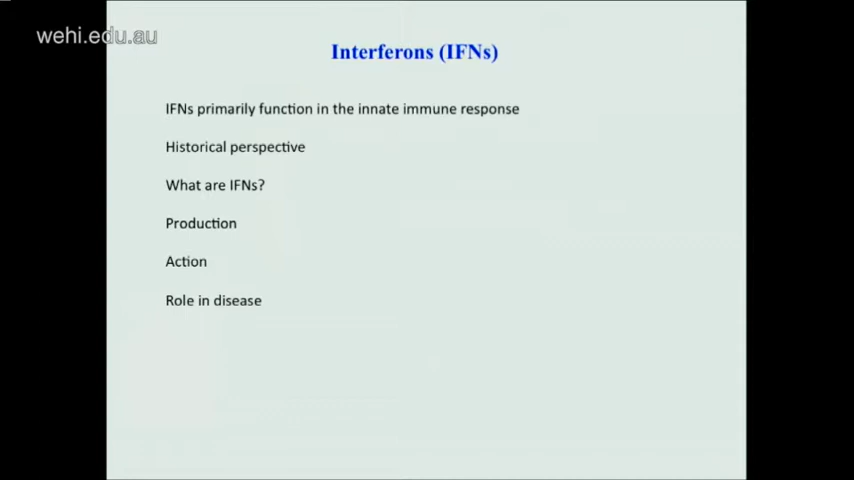 wehi.edu.au
Interferons (IFNs)
IFNs primarily function in the innate immune response
Historical perspective
What are IFNs?
Production
Action
Role in disease